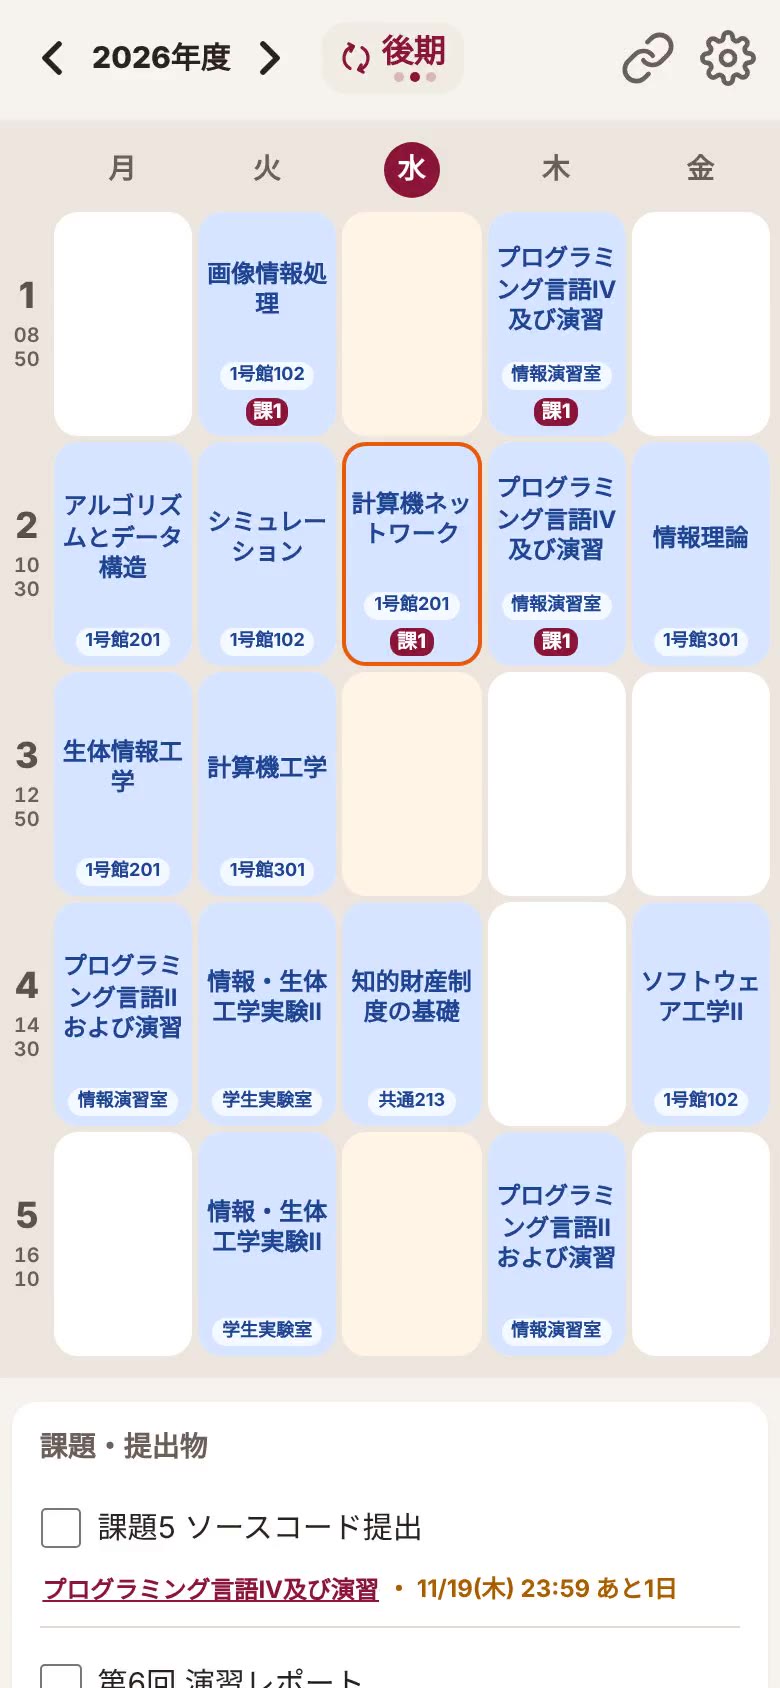 2026年度
後期
月
火
水
木
金
1
08
50
画像情報処
理
1号館102
課1
プログラミ
ング言語IV
及び演習
情報演習室
課1
2
10
30
アルゴリズ
ムとデータ
構造
1号館201
シミュレー
ション
1号館102
計算機ネッ
トワーク
1号館201
課1
プログラミ
ング言語IV
及び演習
情報演習室
課1
情報理論
1号館301
3
12
50
生体情報工
学
1号館201
計算機工学
1号館301
4
14
30
プログラミ
ング言語II
および演習
情報演習室
情報・生体
工学実験II
学生実験室
知的財産制
度の基礎
共通213
ソフトウェ
ア工学II
1号館102
5
16
10
情報・生体
工学実験II
学生実験室
プログラミ
ング言語II
および演習
情報演習室
課題・提出物
課題5 ソースコード提出
プログラミング言語IV及び演習 ・ 11/19(木) 23:59 あと1日
第6回 演習レポート